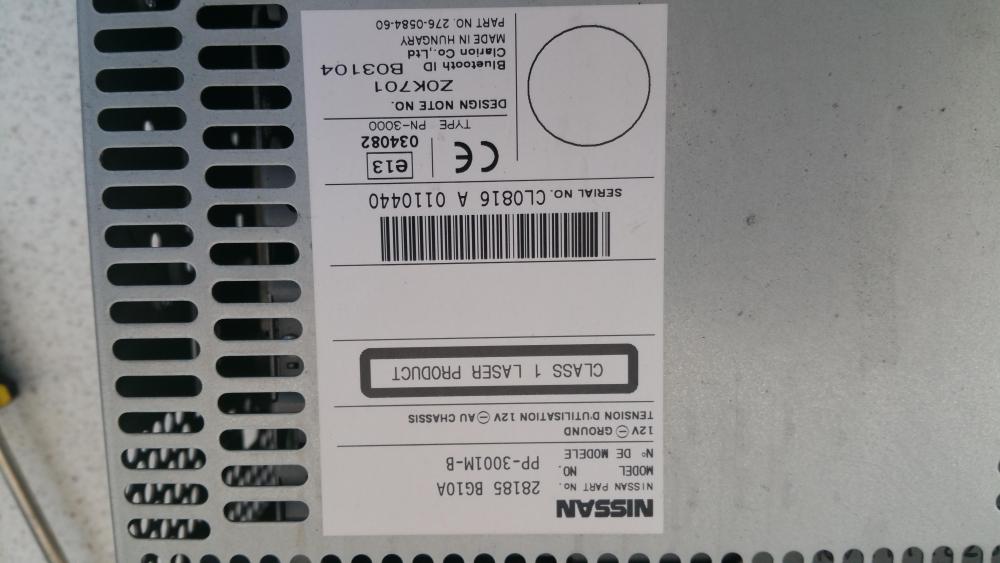 NISSAN
NISSAN PART No. 28185 BG10A
MODEL NO.
N° DE MODELE PP-3001M-B
12V ⊖ GROUND
TENSION D'UTILISATION 12V ⊖ AU CHASSIS
CLASS 1 LASER PRODUCT
SERIAL NO. CL0816 A 0110440
CE e13
034082
TYPE PN-3000
DESIGN NOTE NO.
Z0K701
Bluetooth ID B03104
Clarion Co.,Ltd
MADE IN HUNGARY
PART NO. 276-0584-60